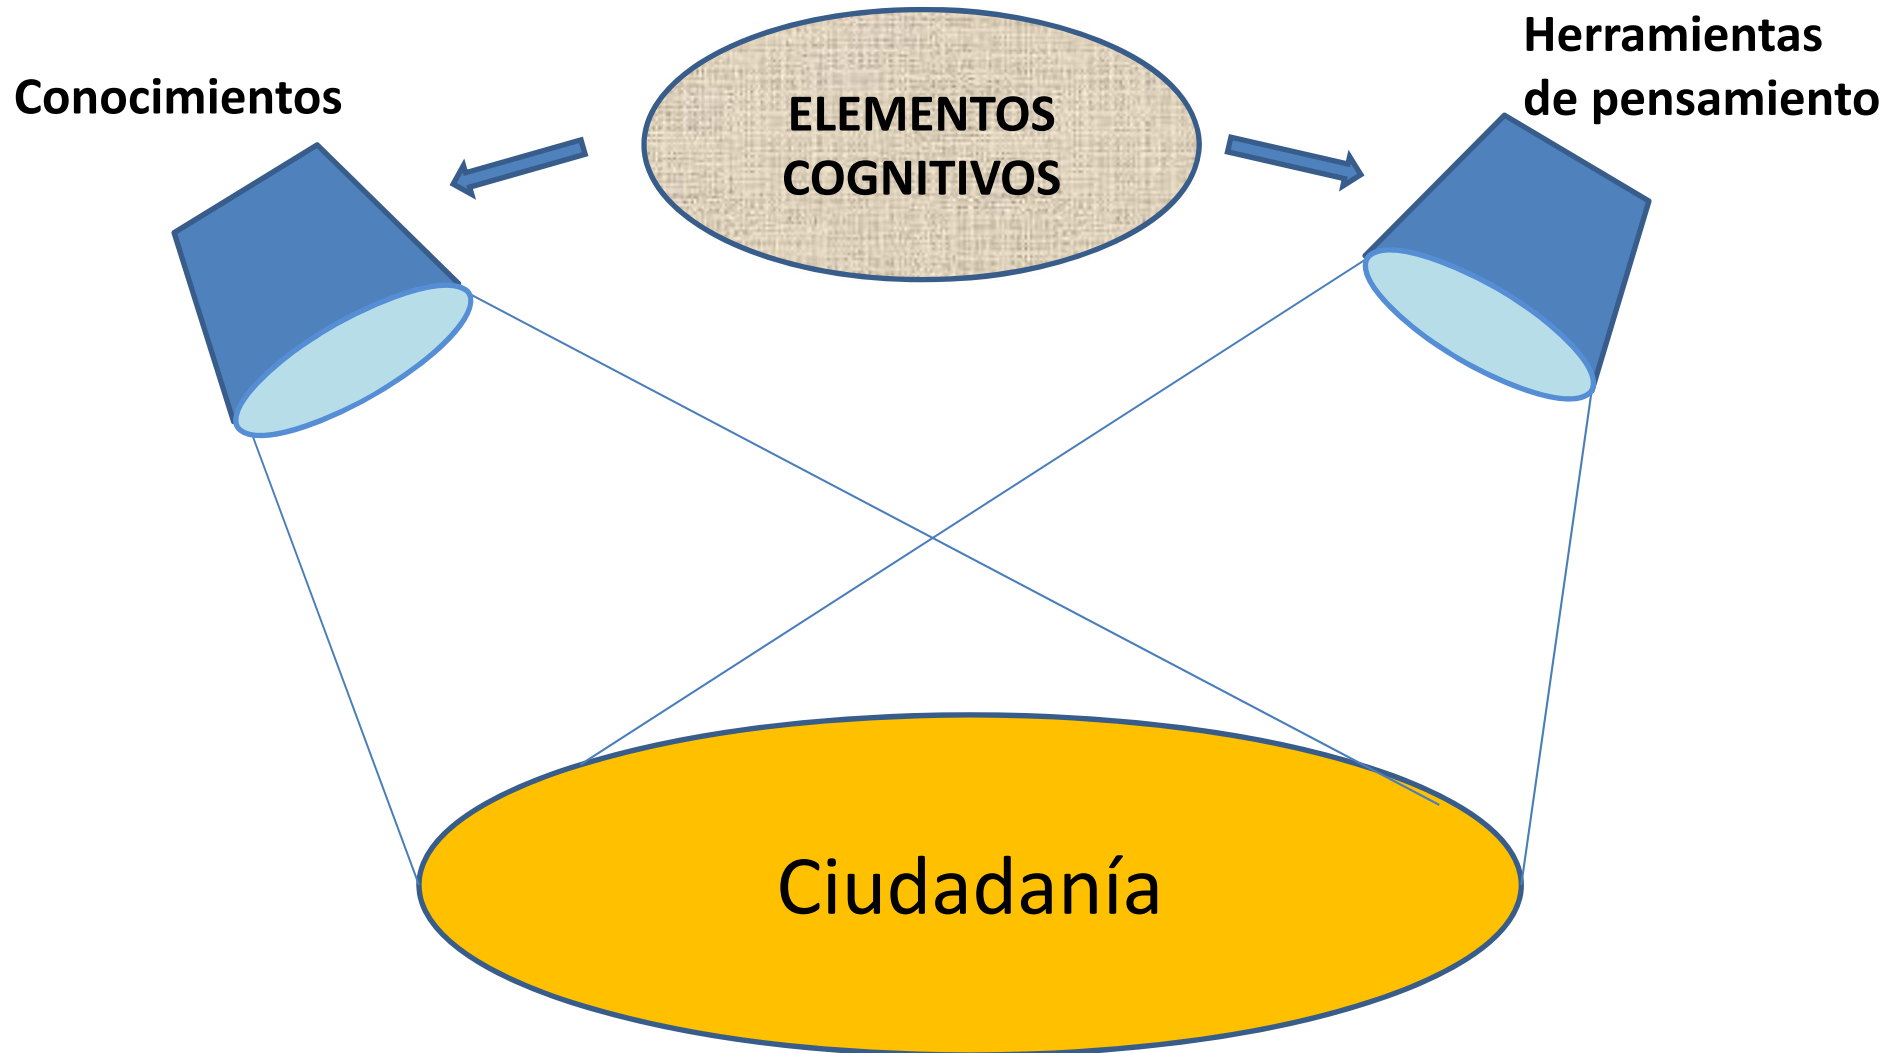 Conocimientos
ELEMENTOS
COGNITIVOS
Herramientas
de pensamiento
Ciudadanía